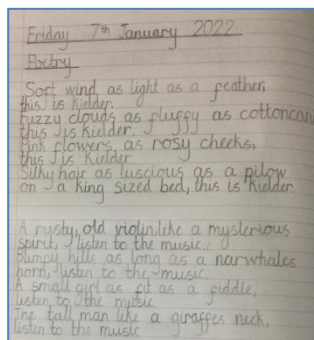 Friday 7th January 2022
Poetry
Soft wind as light as a feather,
this is Kielder.
Fuzzy clouds as fluffy as cottoncan
this is Kielder.
Pink flowers, as rosy cheeks,
this is Kielder
Silky hair as luscious as a pilow
on a king sized bed, this is Kielder.
A rusty, old violin, like a mysterious
spirit, listen to the music.
hills as long as a narwhales
horn, listen to the music.
A small girl as fit as a fiddle,
listen to the music.
The tall man like a giraffes neck,
listen to the music